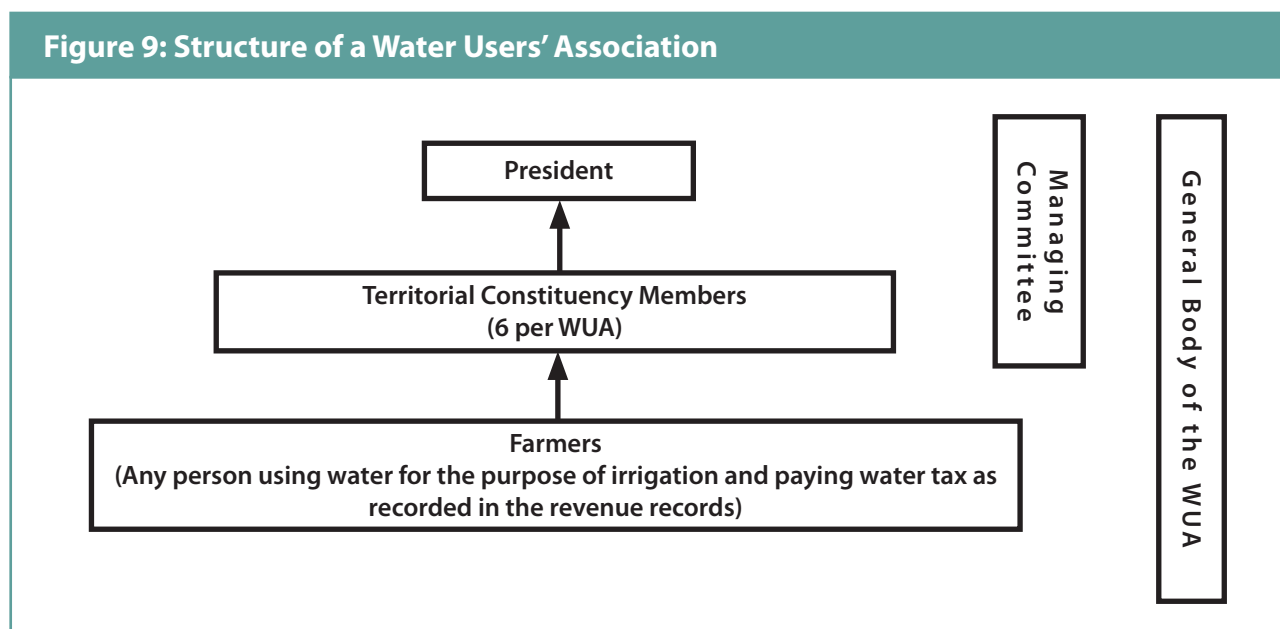 Figure 9: Structure of a Water Users’ Association
President
Territorial Constituency Members
(6 per WUA)
Farmers
(Any person using water for the purpose of irrigation and paying water tax as
recorded in the revenue records)
Managing
Committee
General Body of the WUA